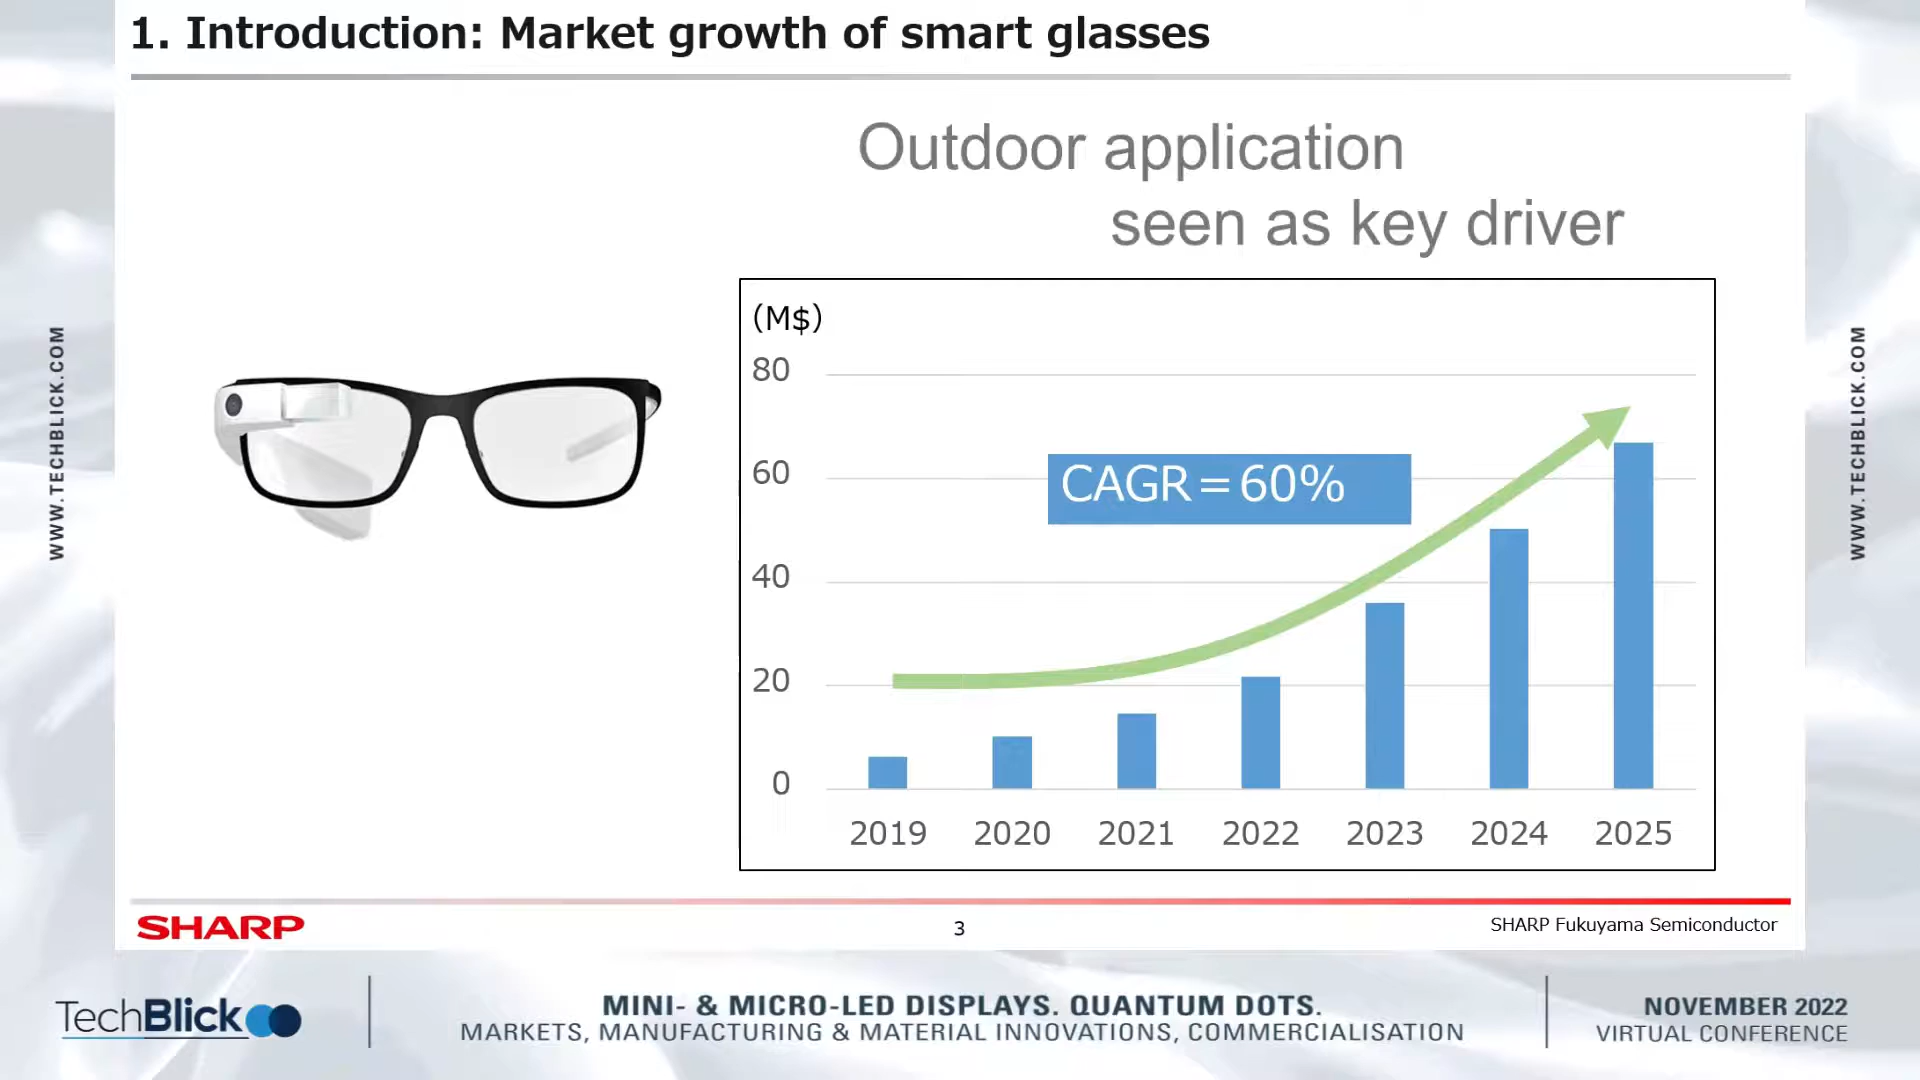 1. Introduction: Market growth of smart glasses
Outdoor application
seen as key driver
(M$)
80
60
40
20
0
CAGR=60%
2019 2020 2021 2022 2023 2024 2025
SHARP
3
SHARP Fukuyama Semiconductor
WWW.TECHBLICK.COM
WWW.TECHBLICK.COM
TechBlick
MINI- & MICRO-LED DISPLAYS. QUANTUM DOTS.
MARKETS, MANUFACTURING & MATERIAL INNOVATIONS, COMMERCIALISATION
NOVEMBER 2022
VIRTUAL CONFERENCE